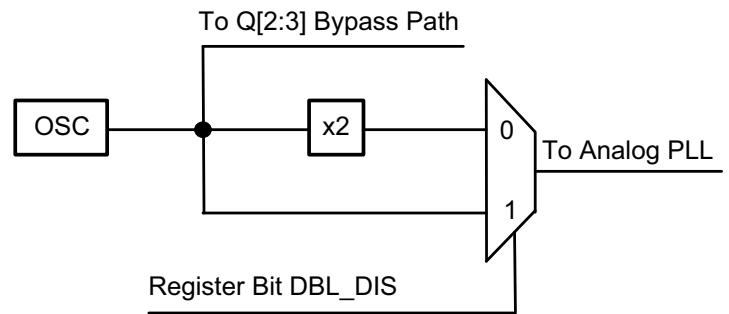 To Q[2:3] Bypass Path
OSC
x2
0
To Analog PLL
1
Register Bit DBL_DIS